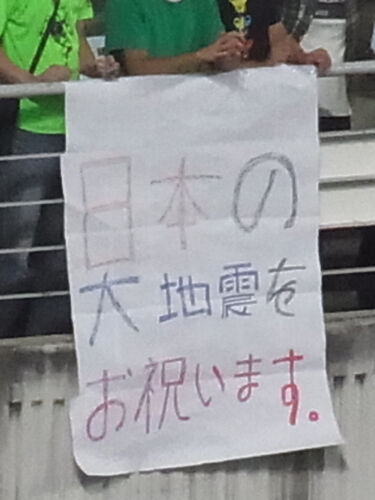 日本の
大地震を
お祝います。